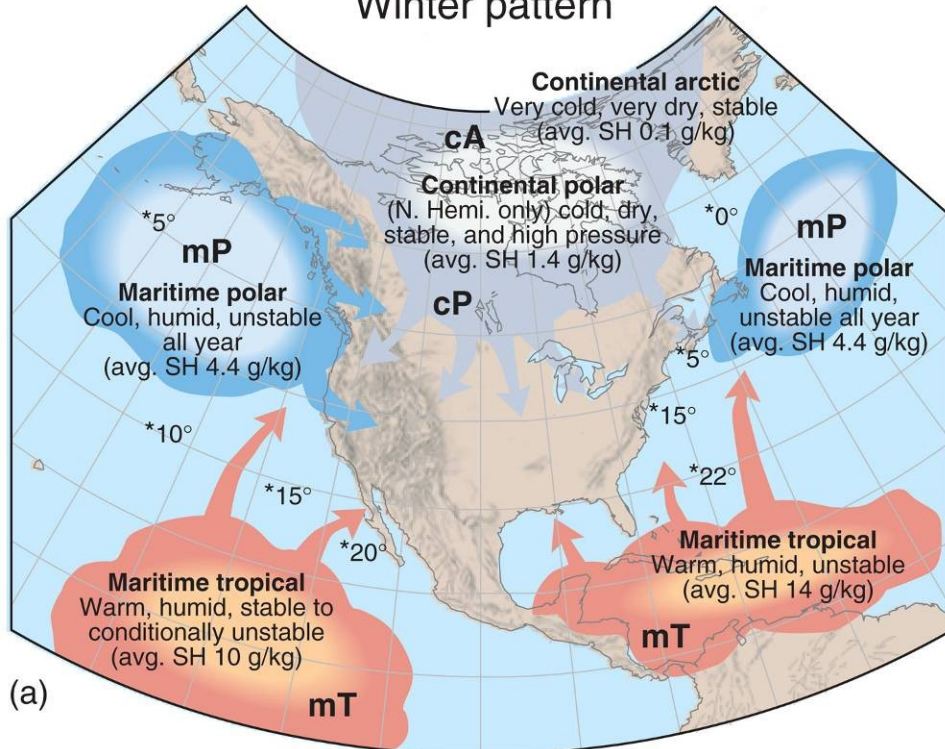 Winter pattern
Continental arctic
Very cold, very dry, stable
(avg. SH 0.1 g/kg)
cA
Continental polar
(N. Hemi. only) cold, dry,
stable, and high pressure
(avg. SH 1.4 g/kg)
cP
*5°
mP
Maritime polar
Cool, humid, unstable
all year
(avg. SH 4.4 g/kg)
*0°
mP
Maritime polar
Cool, humid,
unstable all year
(avg. SH 4.4 g/kg)
*5°
*15°
*10°
*22°
*15°
*20°
Maritime tropical
Warm, humid, stable to
conditionally unstable
(avg. SH 10 g/kg)
mT
Maritime tropical
Warm, humid, unstable
(avg. SH 14 g/kg)
mT
(a)